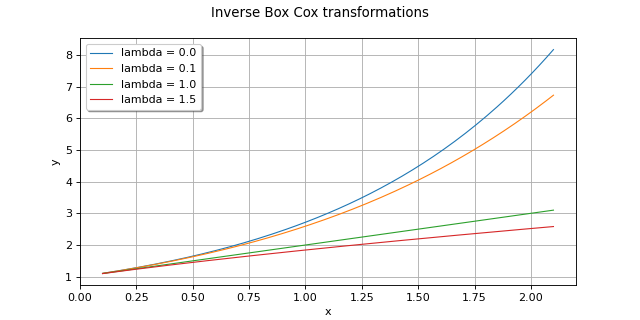 Inverse Box Cox transformations
lambda = 0.0
lambda = 0.1
lambda = 1.0
lambda = 1.5
y
8
7
6
5
4
3
2
1
0.00 0.25 0.50 0.75 1.00 1.25 1.50 1.75 2.00
x